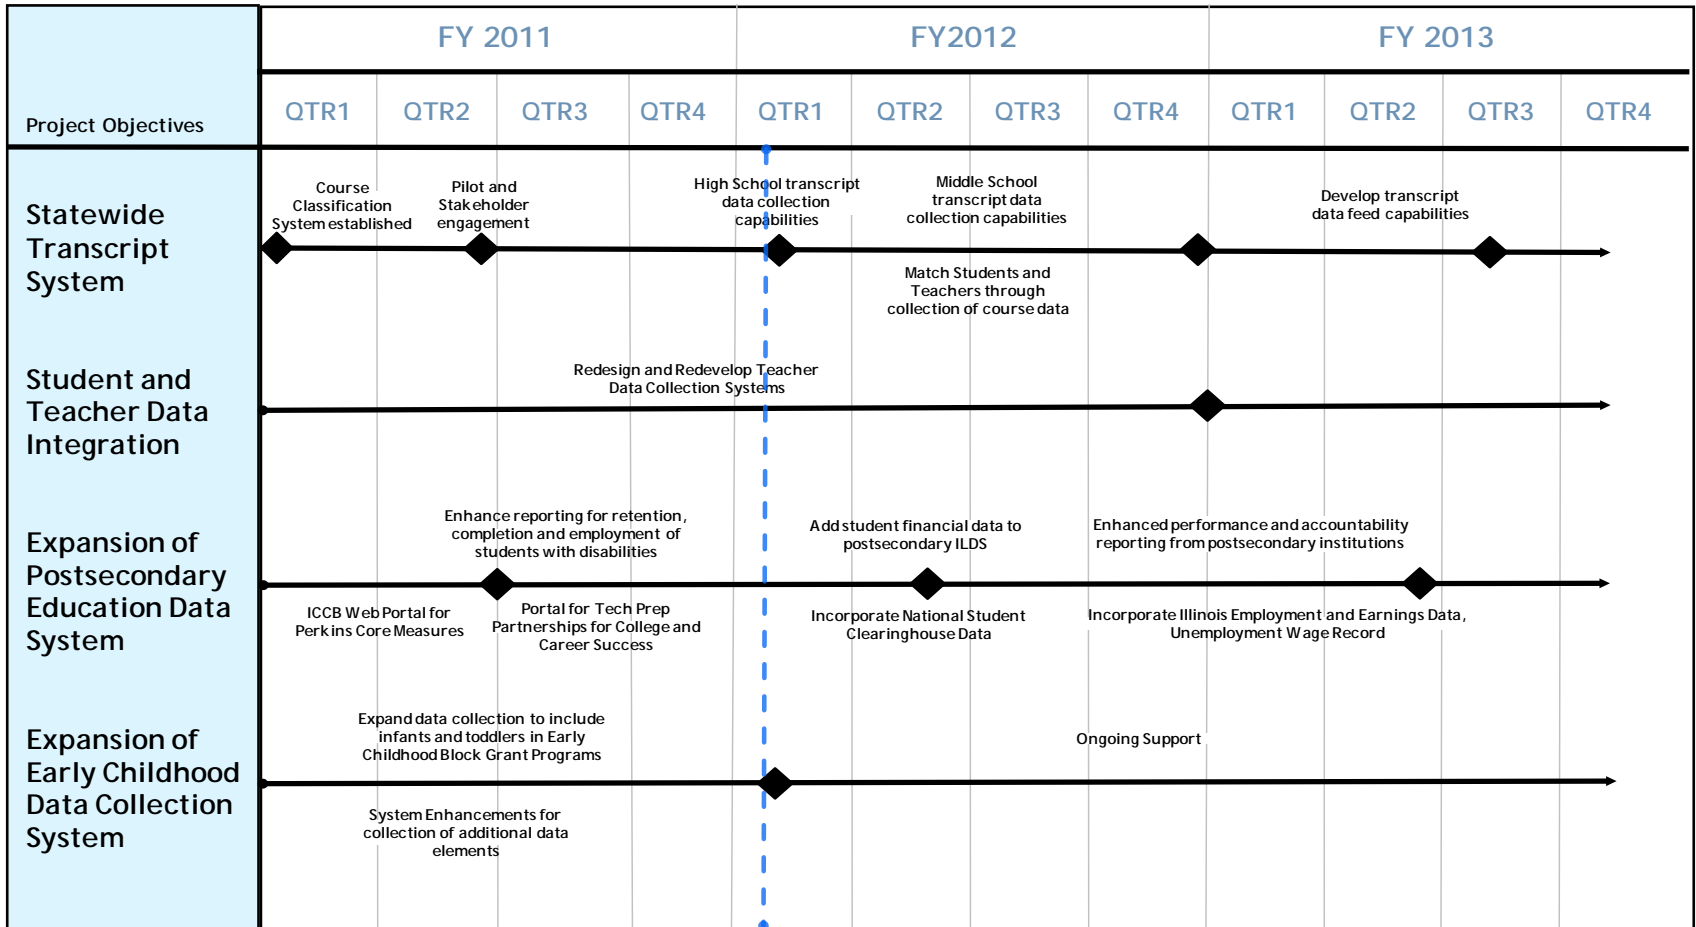 FY 2011
FY2012
FY 2013
Project Objectives
QTR1
QTR2
QTR3
QTR4
QTR1
QTR2
QTR3
QTR4
QTR1
QTR2
QTR3
QTR4
Statewide
Transcript
System
Course
Classification
System established
Pilot and
Stakeholder
engagement
High School transcript
data collection
capabilities
Middle School
transcript data
collection capabilities
Develop transcript
data feed capabilities
Match Students and
Teachers through
collection of course data
Student and
Teacher Data
Integration
Redesign and Redevelop Teacher
Data Collection Systems
Expansion of
Postsecondary
Education Data
System
Enhance reporting for retention,
completion and employment of
students with disabilities
Add student financial data to
postsecondary ILDS
Enhanced performance and accountability
reporting from postsecondary institutions
ICCB Web Portal for
Perkins Core Measures
Portal for Tech Prep
Partnerships for College and
Career Success
Incorporate National Student
Clearinghouse Data
Incorporate Illinois Employment and Earnings Data,
Unemployment Wage Record
Expansion of
Early Childhood
Data Collection
System
Expand data collection to include
infants and toddlers in Early
Childhood Block Grant Programs
Ongoing Support
System Enhancements for
collection of additional data
elements